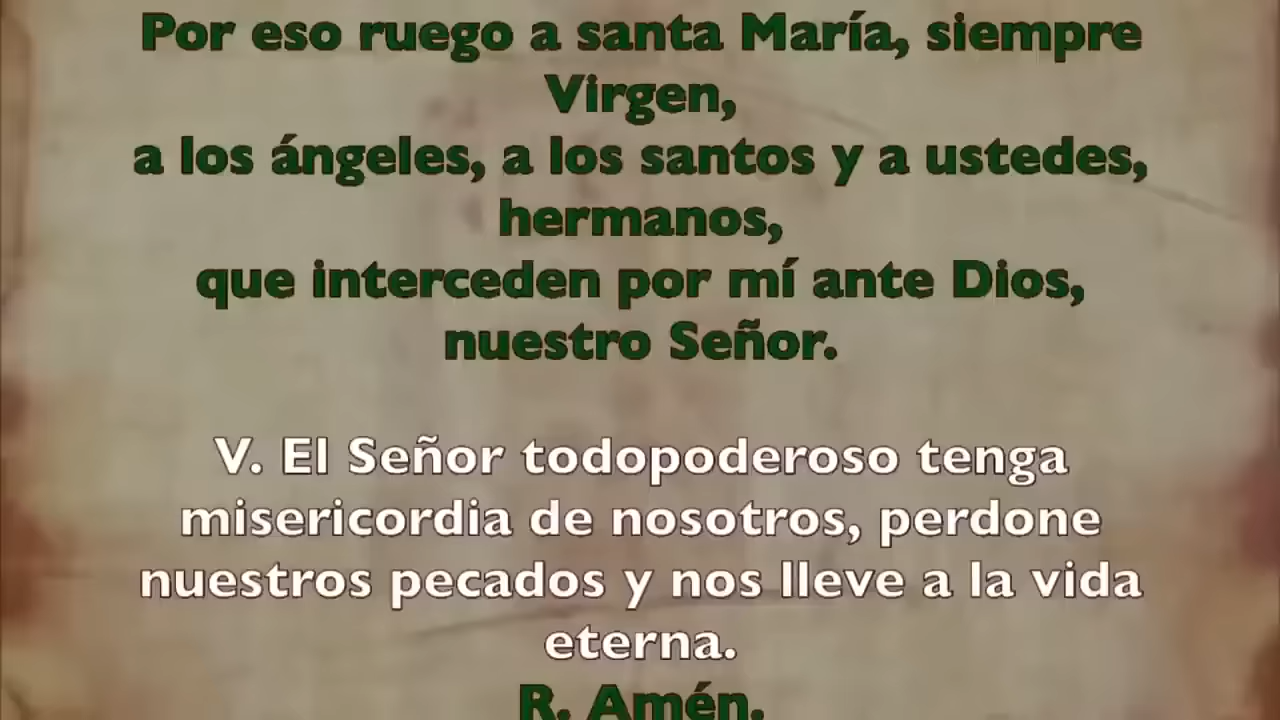 Por eso ruego a santa María, siempre
Virgen,
a los ángeles, a los santos y a ustedes,
hermanos,
que interceden por mí ante Dios,
nuestro Señor.
V. El Señor todopoderoso tenga
misericordia de nosotros, perdone
nuestros pecados y nos lleve a la vida
eterna.
R. Amén.